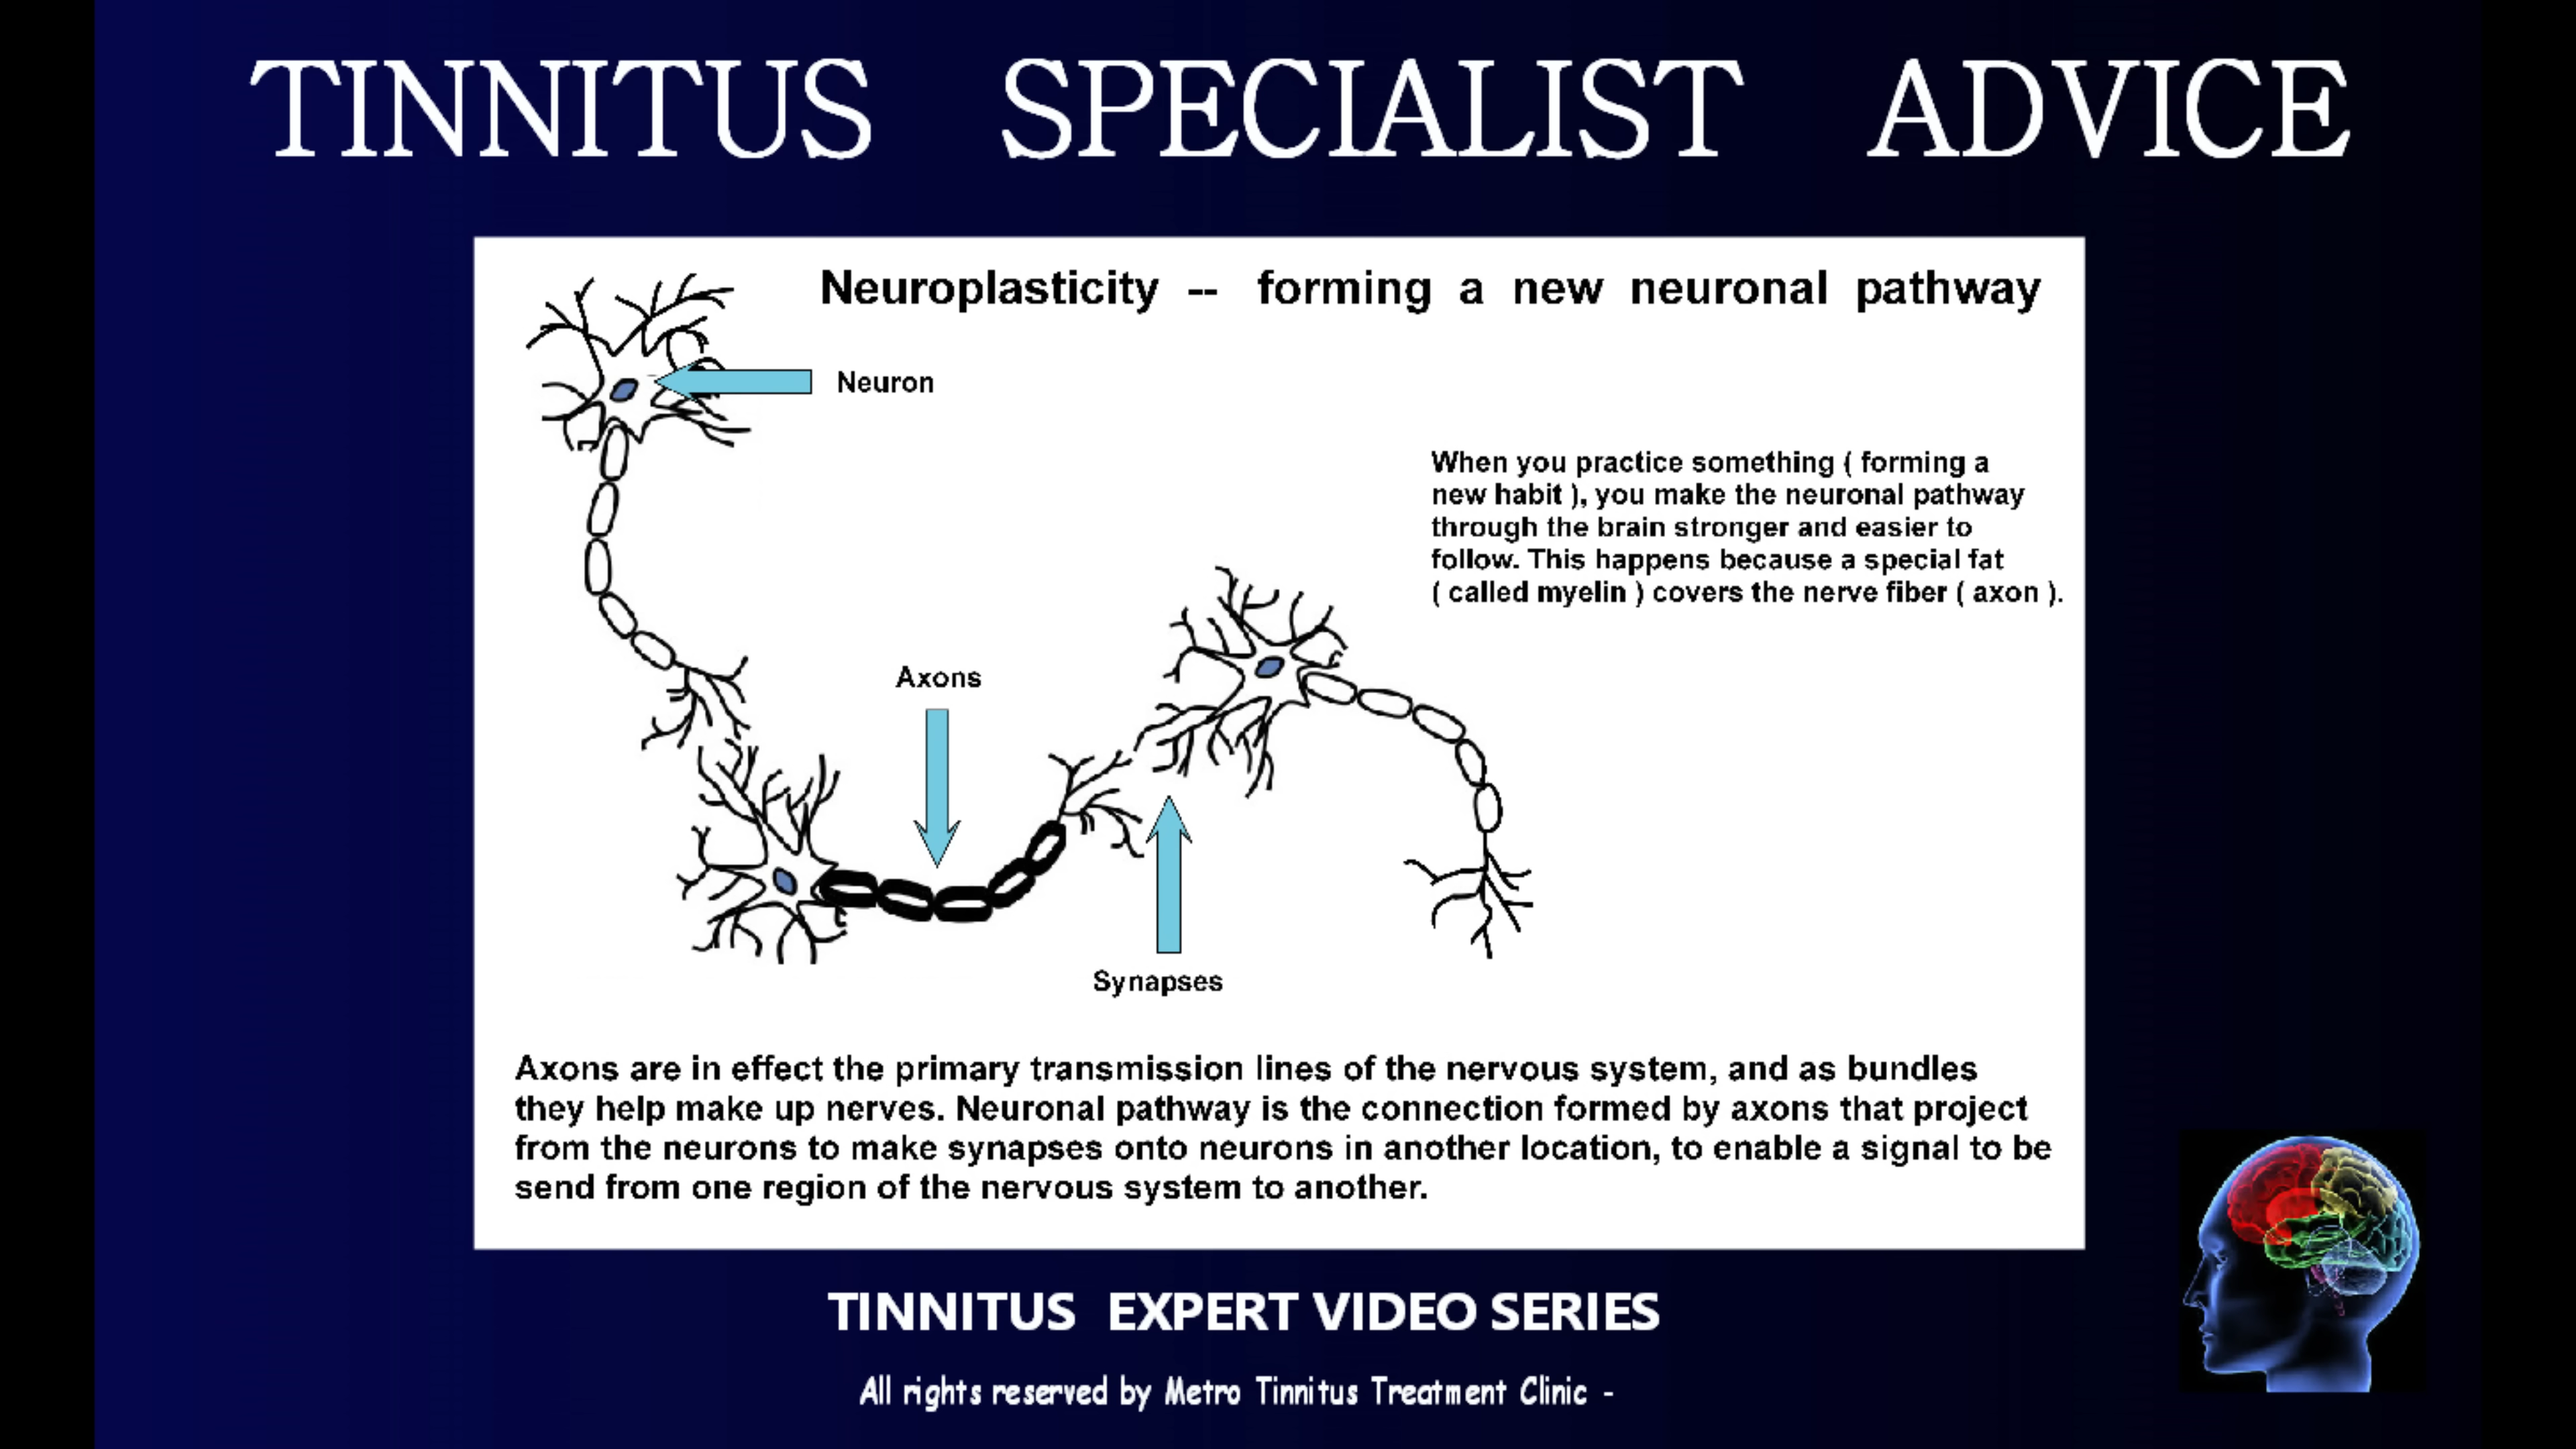 TINNITUS SPECIALIST ADVICE
Neuroplasticity -- forming a new neuronal pathway
Neuron
When you practice something ( forming a
new habit ), you make the neuronal pathway
through the brain stronger and easier to
follow. This happens because a special fat
( called myelin ) covers the nerve fiber ( axon ).
Axons
Synapses
Axons are in effect the primary transmission lines of the nervous system, and as bundles
they help make up nerves. Neuronal pathway is the connection formed by axons that project
from the neurons to make synapses onto neurons in another location, to enable a signal to be
send from one region of the nervous system to another.
TINNITUS EXPERT VIDEO SERIES
All rights reserved by Metro Tinnitus Treatment Clinic -